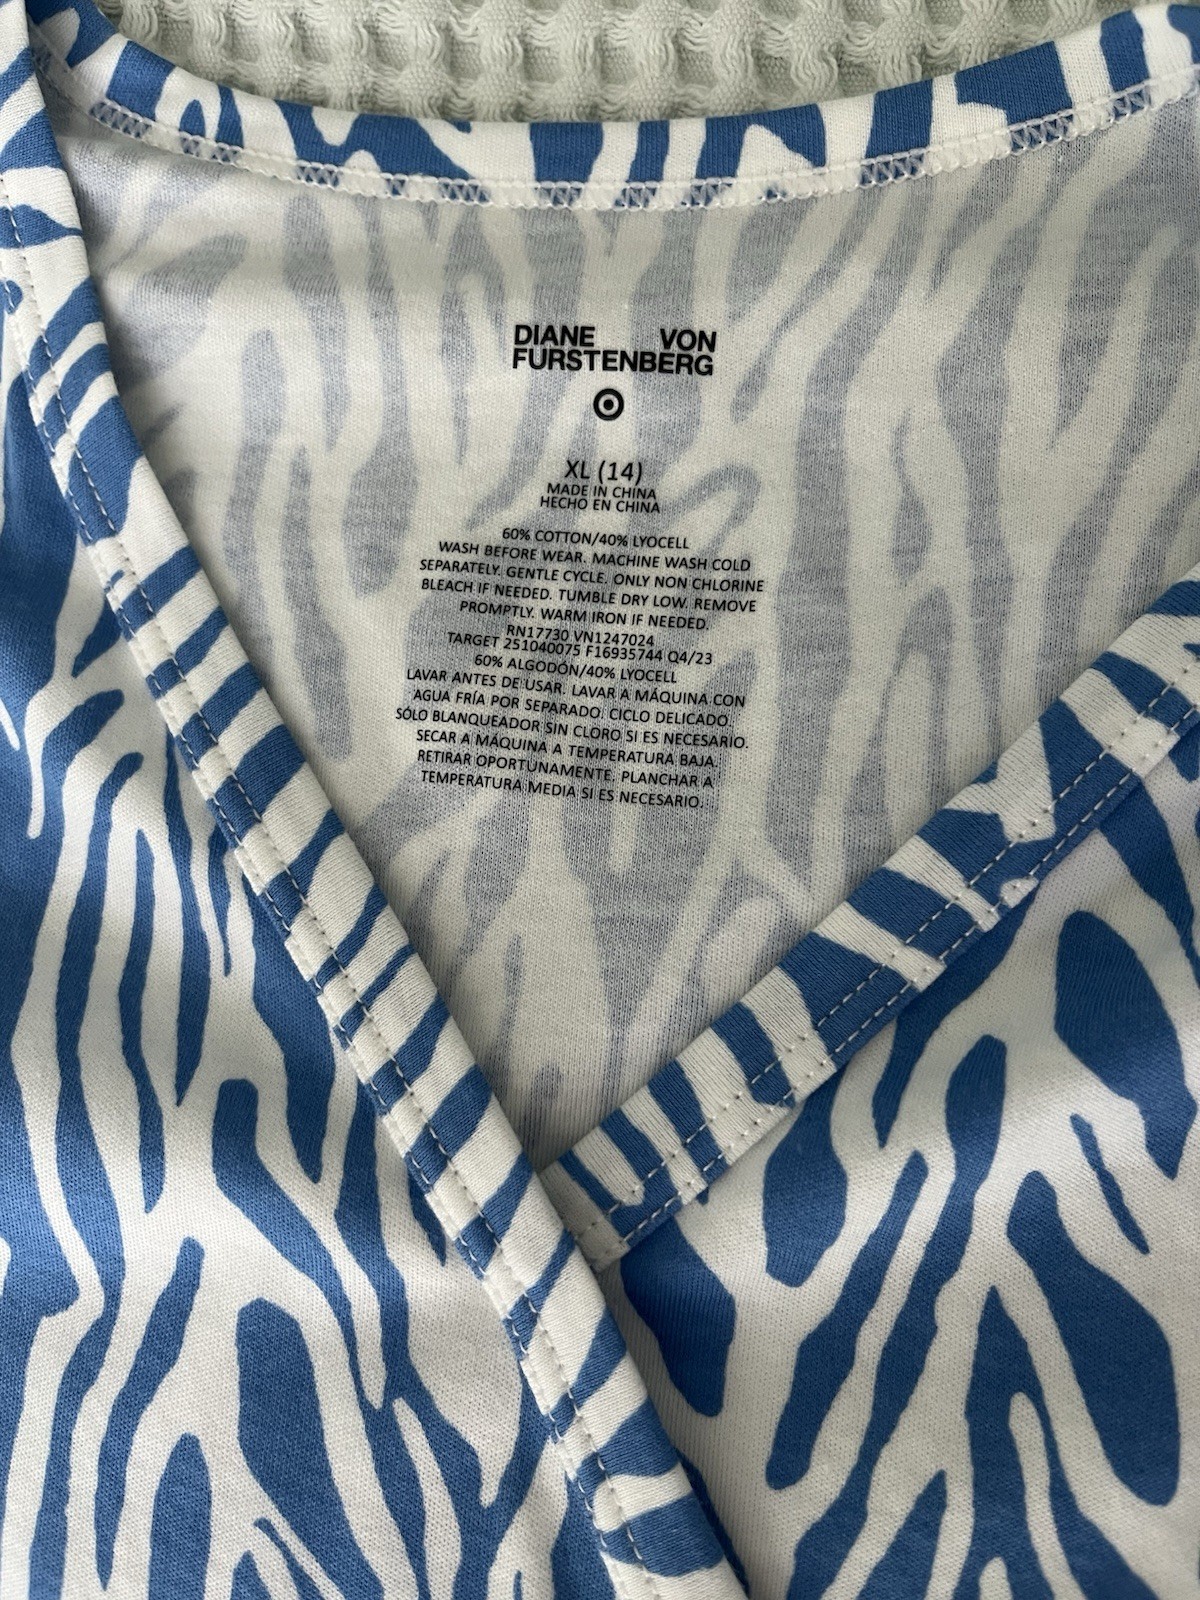 DIANE VON
FURSTENBERG
XL (14)
MADE IN CHINA
HECHO EN CHINA
60% COTTON/40% LYOCELL
WASH BEFORE WEAR. MACHINE WASH COLD
SEPARATELY. GENTLE CYCLE. ONLY NON CHLORINE
BLEACH IF NEEDED. TUMBLE DRY LOW. REMOVE
PROMPTLY. WARM IRON IF NEEDED.
RN17730 VN1247024
TARGET 251040075 F16935744 Q4/23
60% ALGODÓN/40% LYOCELL
LAVAR ANTES DE USAR. LAVAR A MÁQUINA CON
AGUA FRÍA POR SEPARADO. CICLO DELICADO.
SÓLO BLANQUEADOR SIN CLORO SI ES NECESARIO.
SECAR A MÁQUINA A TEMPERATURA BAJA.
RETIRAR OPORTUNAMENTE. PLANCHAR A
TEMPERATURA MEDIA SI ES NECESARIO.